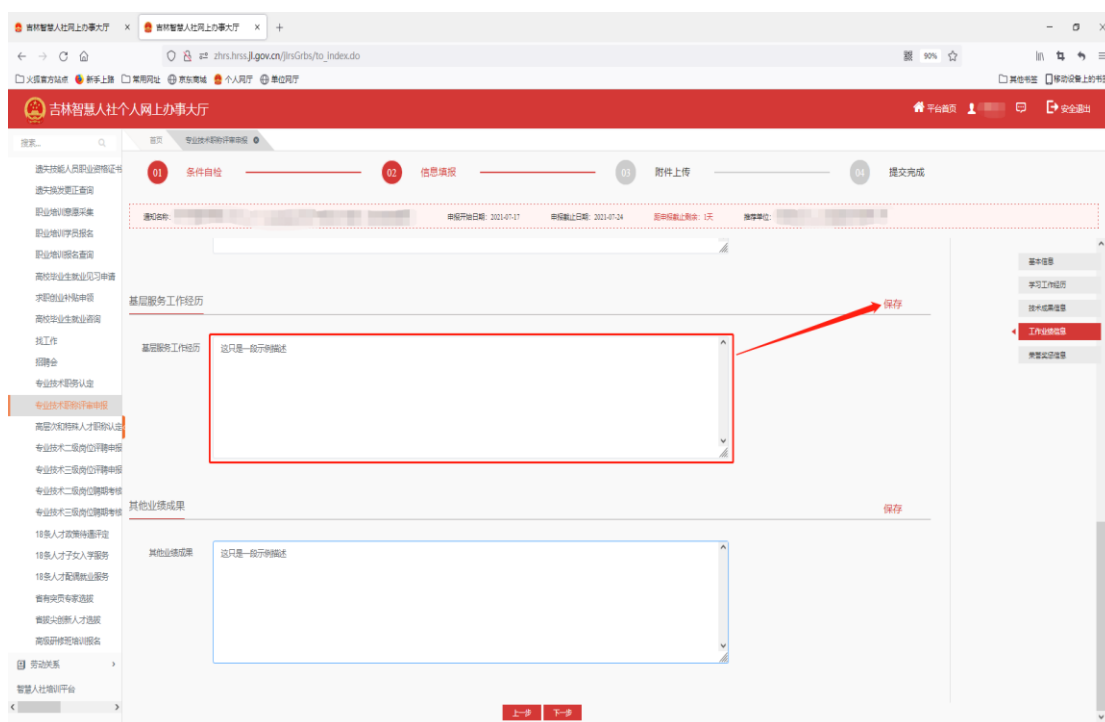 吉林智慧人社网上办事大厅
吉林智慧人社网上办事大厅
zhrs.hrss.jl.gov.cn/jlrsGrbs/to_index.do
90%
火狐官方站点 新手上路 常用网址 京东商城 个人网厅 单位网厅
其他书签 移动设备上的书签
吉林智慧人社个人网上办事大厅
平台首页 安全退出
搜索...
首页 专业技术职称评审申报
01 条件自检 02 信息填报 03 附件上传 04 提交完成
通知名称: 申报开始日期: 2021-07-17 申报截止日期: 2021-07-24 距申报截止剩余: 1天 推荐单位:
遗失技能人员职业资格证书
遗失换发更正查询
职业培训意愿采集
职业培训学员报名
职业培训报名查询
高校毕业生就业见习申请
求职创业补贴申领
高校毕业生就业咨询
找工作
招聘会
专业技术职务认定
专业技术职称评审申报
高层次和特殊人才职称认定
专业技术二级岗位评聘申报
专业技术三级岗位评聘申报
专业技术二级岗位聘期考核
专业技术三级岗位聘期考核
18条人才政策待遇评定
18条人才子女入学服务
18条人才配偶就业服务
省有突贡专家选拔
省拔尖创新人才选拔
高级研修班培训报名
劳动关系
智慧人社培训平台
基层服务工作经历 保存
基层服务工作经历 这只是一段示例描述
其他业绩成果 保存
其他业绩成果 这只是一段示例描述
上一步 下一步
基本信息
学习工作经历
技术成果信息
工作业绩信息
荣誉奖惩信息